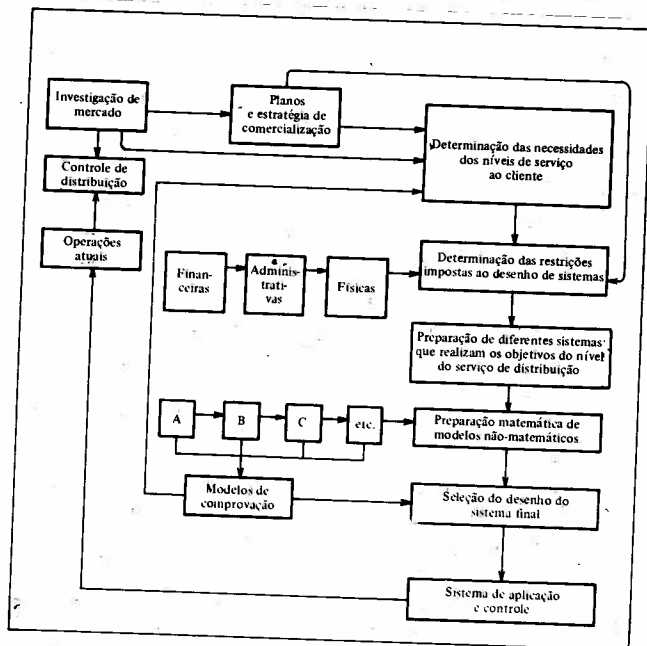 Investigação de
mercado
Planos
e estratégia de
comercialização
Determinação das necessidades
dos níveis de serviço
ao cliente
Controle de
distribuição
Operações
atuais
Finan-
ceiras
Adminis-
trati-
vas
Físicas
Determinação das restrições
impostas ao desenho de sistemas
Preparação de diferentes sistemas
que realizam os objetivos do nível
do serviço de distribuição
A
B
C
etc.
Preparação matemática de
modelos não-matemáticos
Modelos de
comprovação
Seleção do desenho do
sistema final
Sistema de aplicação
e controle